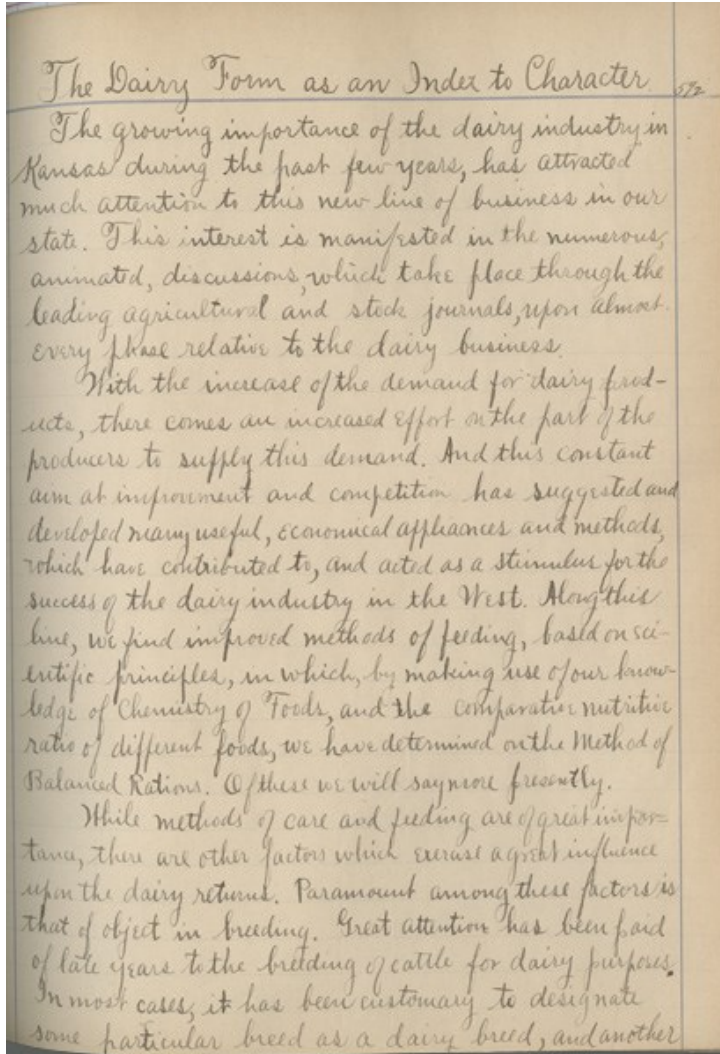 The Dairy Form as an Index to Character 592
The growing importance of the dairy industry in
Kansas during the past few years, has attracted
much attention to this new line of business in our
state. This interest is manifested in the numerous,
animated, discussions, which take place through the
leading agricultural and stock journals, upon almost
every phase relative to the dairy business.
With the increase of the demand for dairy prod-
ucts, there comes an increased effort on the part of the
producers to supply this demand. And this constant
aim at improvment and competition has suggested and
developed many useful, economical appliances and methods,
which have contributed to, and acted as a stimulus for the
success of the dairy industry in the West. Along this
line, we find improved methods of feeding, based on sci-
entific principles, in which, by making use of our know-
ledge of Chemistry of Foods, and the comparative nutritive
ratio of different foods, we have determined on the Method of
Balanced Rations. Of these we will say more presently.
While methods of care and feeding are of great impor-
tance, there are other factors which exercise a great influence
upon the dairy returns. Paramount among these factors is
that of object in breeding. Great attention has been paid
of late years to the breeding of cattle for dairy purposes.
In most cases, it has been customary to designate
some particular breed as a dairy breed, and another